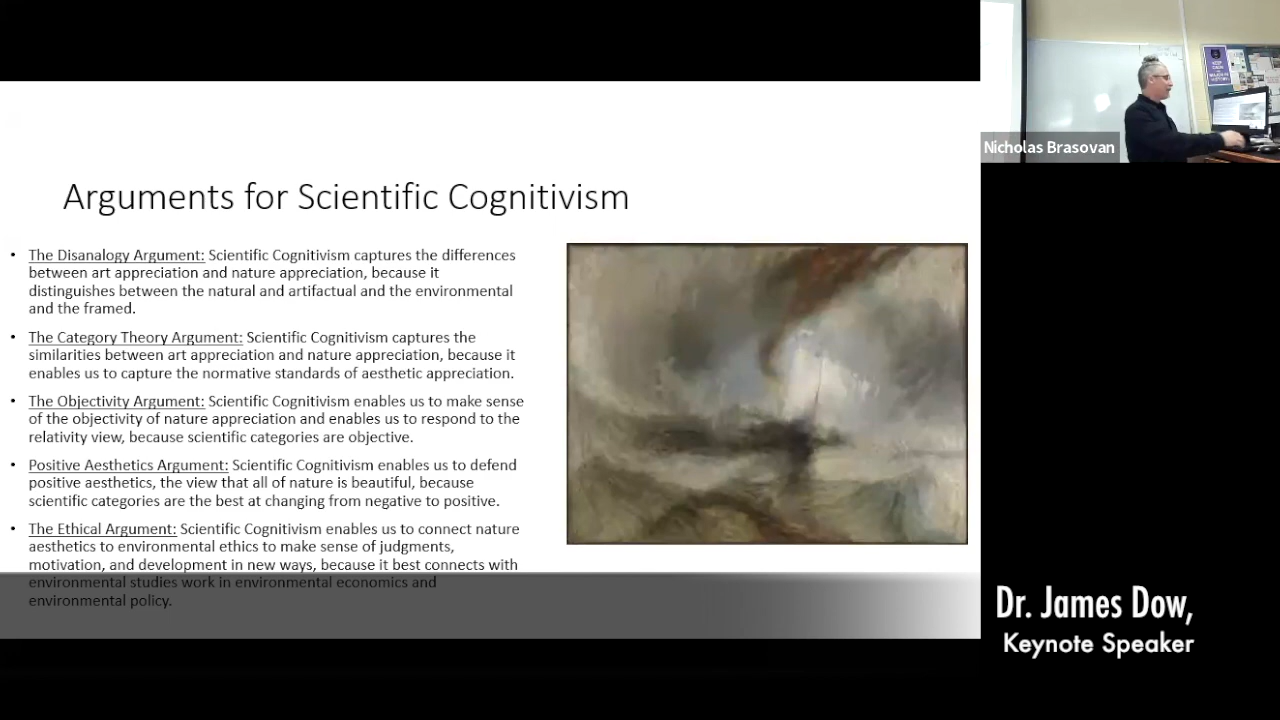 Arguments for Scientific Cognitivism
• The Disanalogy Argument: Scientific Cognitivism captures the differences
between art appreciation and nature appreciation, because it
distinguishes between the natural and artifactual and the environmental
and the framed.
• The Category Theory Argument: Scientific Cognitivism captures the
similarities between art appreciation and nature appreciation, because it
enables us to capture the normative standards of aesthetic appreciation.
• The Objectivity Argument: Scientific Cognitivism enables us to make sense
of the objectivity of nature appreciation and enables us to respond to the
relativity view, because scientific categories are objective.
• Positive Aesthetics Argument: Scientific Cognitivism enables us to defend
positive aesthetics, the view that all of nature is beautiful, because
scientific categories are the best at changing from negative to positive.
• The Ethical Argument: Scientific Cognitivism enables us to connect nature
aesthetics to environmental ethics to make sense of judgments,
motivation, and development in new ways, because it best connects with
environmental studies work in environmental economics and
environmental policy.
Nicholas Brasovan
Dr. James Dow,
Keynote Speaker